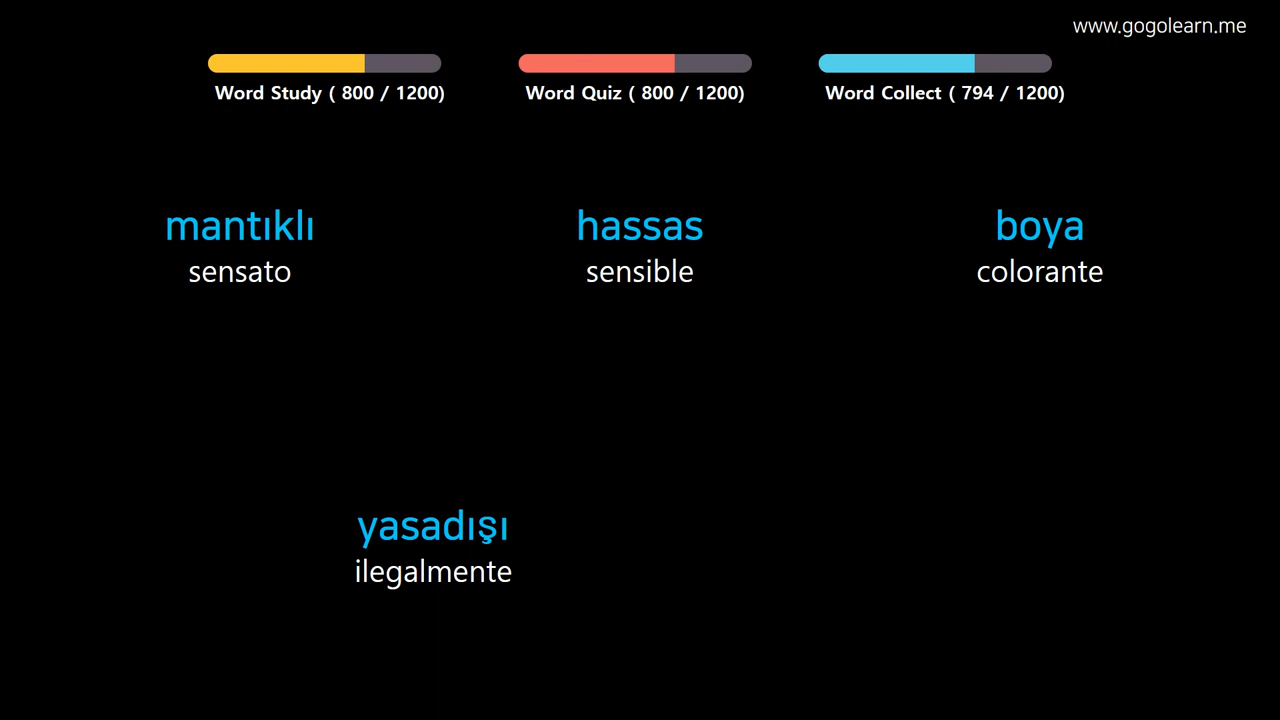 www.gogolearn.me
Word Study ( 800 / 1200)
Word Quiz ( 800 / 1200)
Word Collect ( 794 / 1200)
mantıklı
sensato
hassas
sensible
boya
colorante
yasadışı
ilegalmente